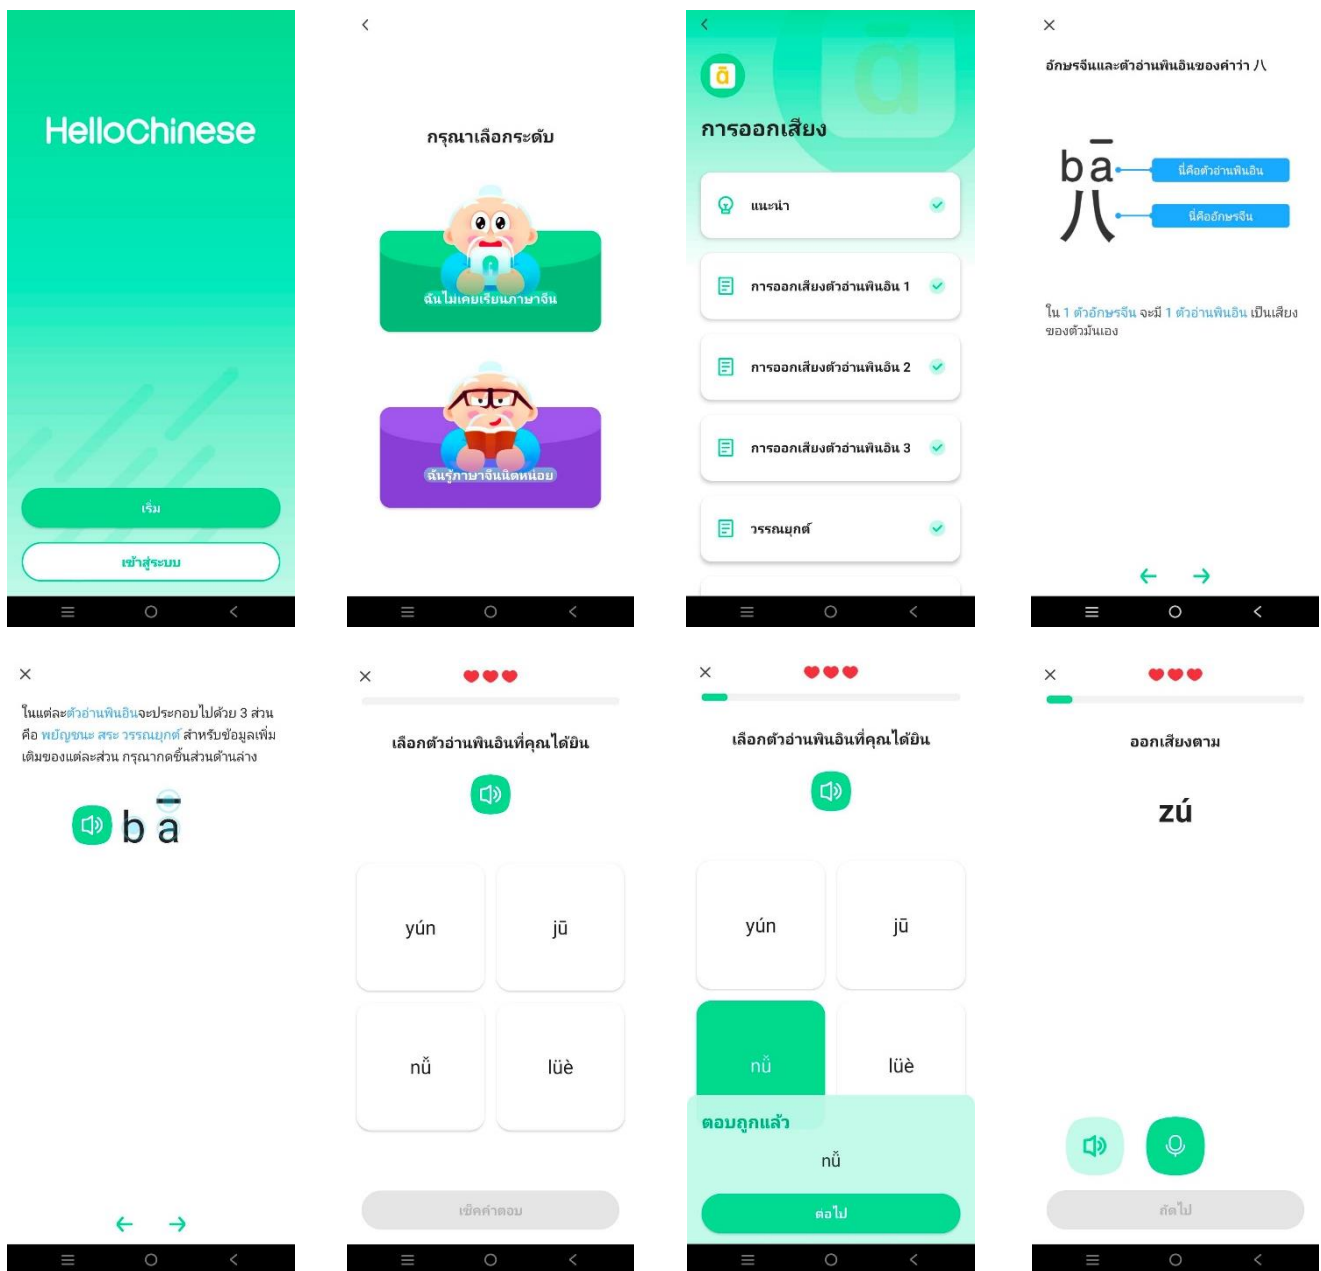 HelloChinese
เริ่ม
เข้าสู่ระบบ
กรุณาเลือกระดับ
ฉันไม่เคยเรียนภาษาจีน
ฉันรู้ภาษาจีนนิดหน่อย
ā
การออกเสียง
แนะนำ
การออกเสียงตัวอ่านพินอิน 1
การออกเสียงตัวอ่านพินอิน 2
การออกเสียงตัวอ่านพินอิน 3
วรรณยุกต์
อักษรจีนและตัวอ่านพินอินของคำว่า 八
bā
นี่คือตัวอ่านพินอิน
八
นี่คืออักษรจีน
ใน 1 ตัวอักษรจีน จะมี 1 ตัวอ่านพินอิน เป็นเสียง
ของตัวมันเอง
ในแต่ละตัวอ่านพินอินจะประกอบไปด้วย 3 ส่วน
คือ พยัญชนะ สระ วรรณยุกต์ สำหรับข้อมูลเพิ่ม
เติมของแต่ละส่วน กรุณากดชิ้นส่วนด้านล่าง
bā
เลือกตัวอ่านพินอินที่คุณได้ยิน
yún
jū
nǚ
lüè
เช็คคำตอบ
เลือกตัวอ่านพินอินที่คุณได้ยิน
yún
jū
nǚ
lüè
ตอบถูกแล้ว
nǚ
ต่อไป
ออกเสียงตาม
zú
ถัดไป